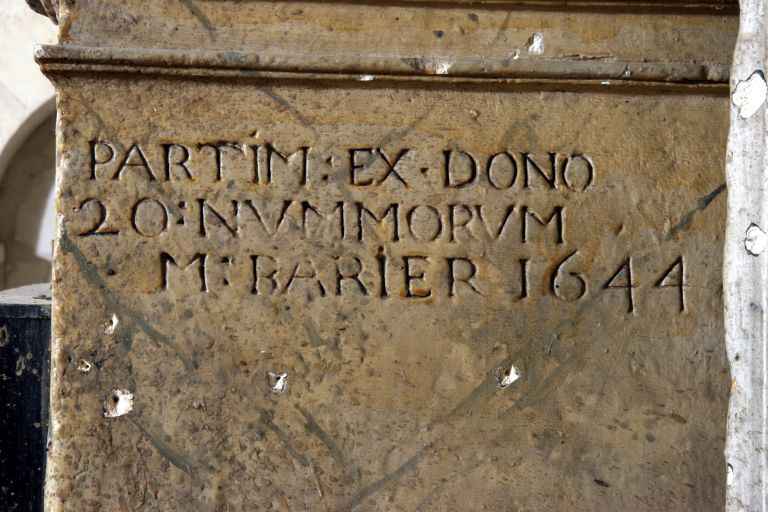 PARTIM : EX · DONO
20 : NVMMORVM
M : BARIER 1644